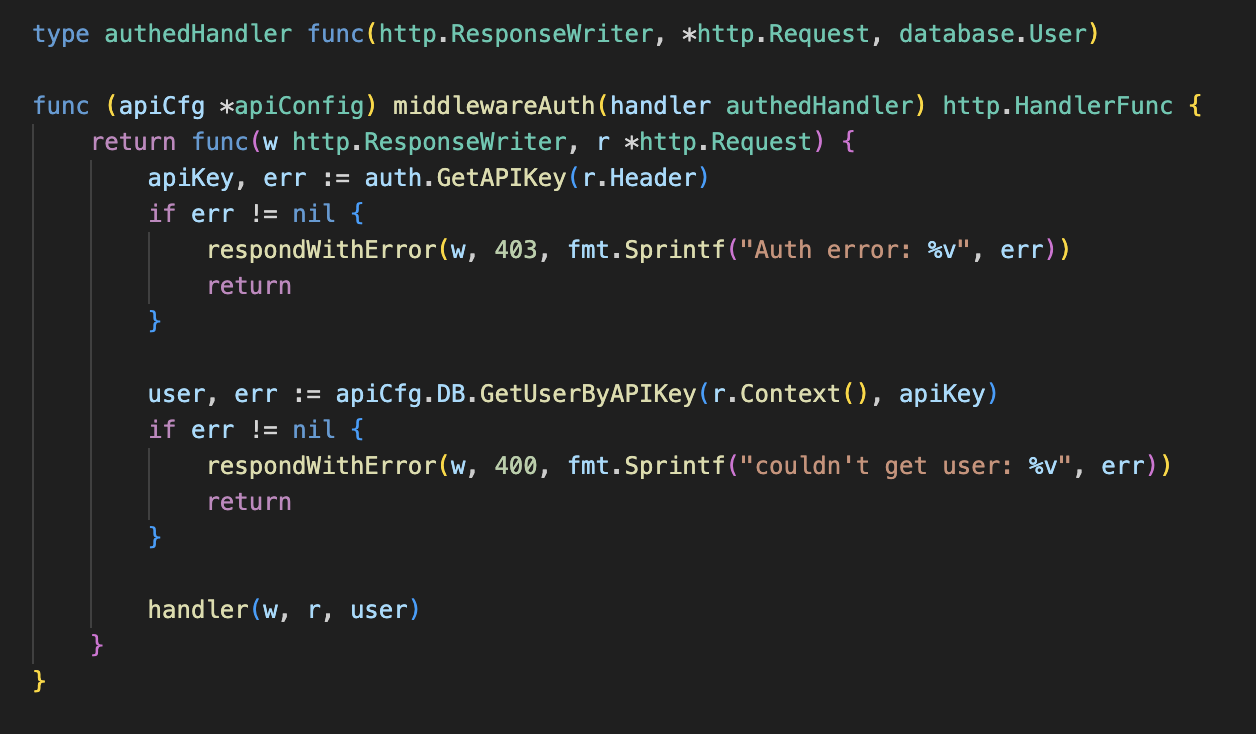 type authedHandler func(http.ResponseWriter, *http.Request, database.User)
func (apiCfg *apiConfig) middlewareAuth(handler authedHandler) http.HandlerFunc {
return func(w http.ResponseWriter, r *http.Request) {
apiKey, err := auth.GetAPIKey(r.Header)
if err != nil {
respondWithError(w, 403, fmt.Sprintf("Auth error: %v", err))
return
}
user, err := apiCfg.DB.GetUserByAPIKey(r.Context(), apiKey)
if err != nil {
respondWithError(w, 400, fmt.Sprintf("couldn't get user: %v", err))
return
}
handler(w, r, user)
}
}